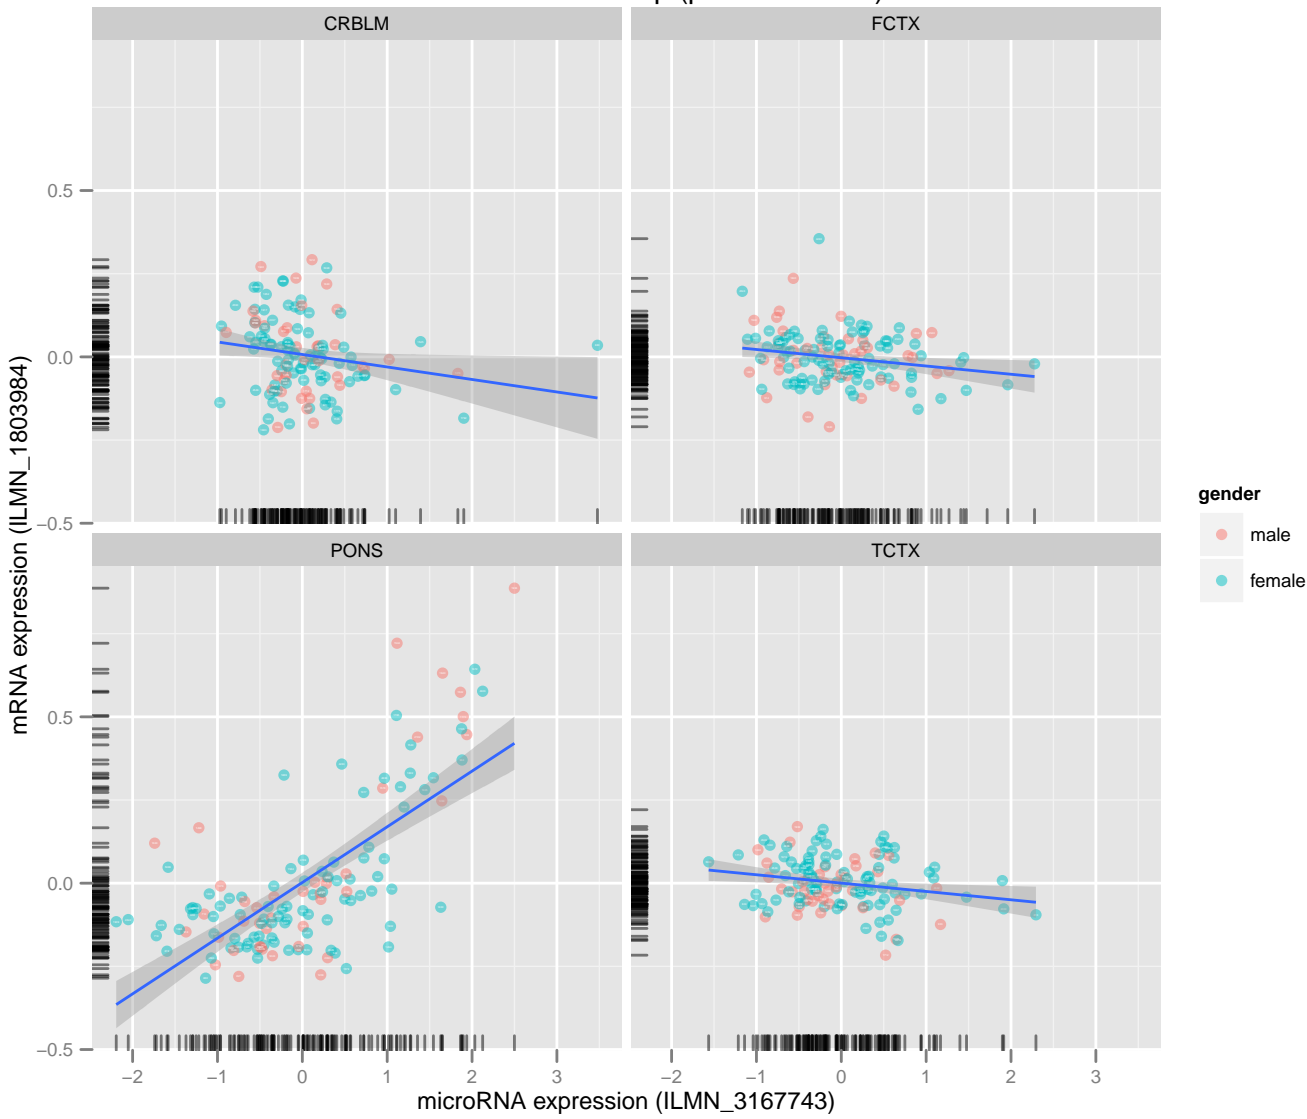 CRBLM FCTX
0.5
0.0
−0.5
PONS TCTX
0.5
0.0
−0.5
−2 −1 0 1 2 3 −2 −1 0 1 2 3
microRNA expression (ILMN_3167743)
mRNA expression (ILMN_1803984)
gender
male
female